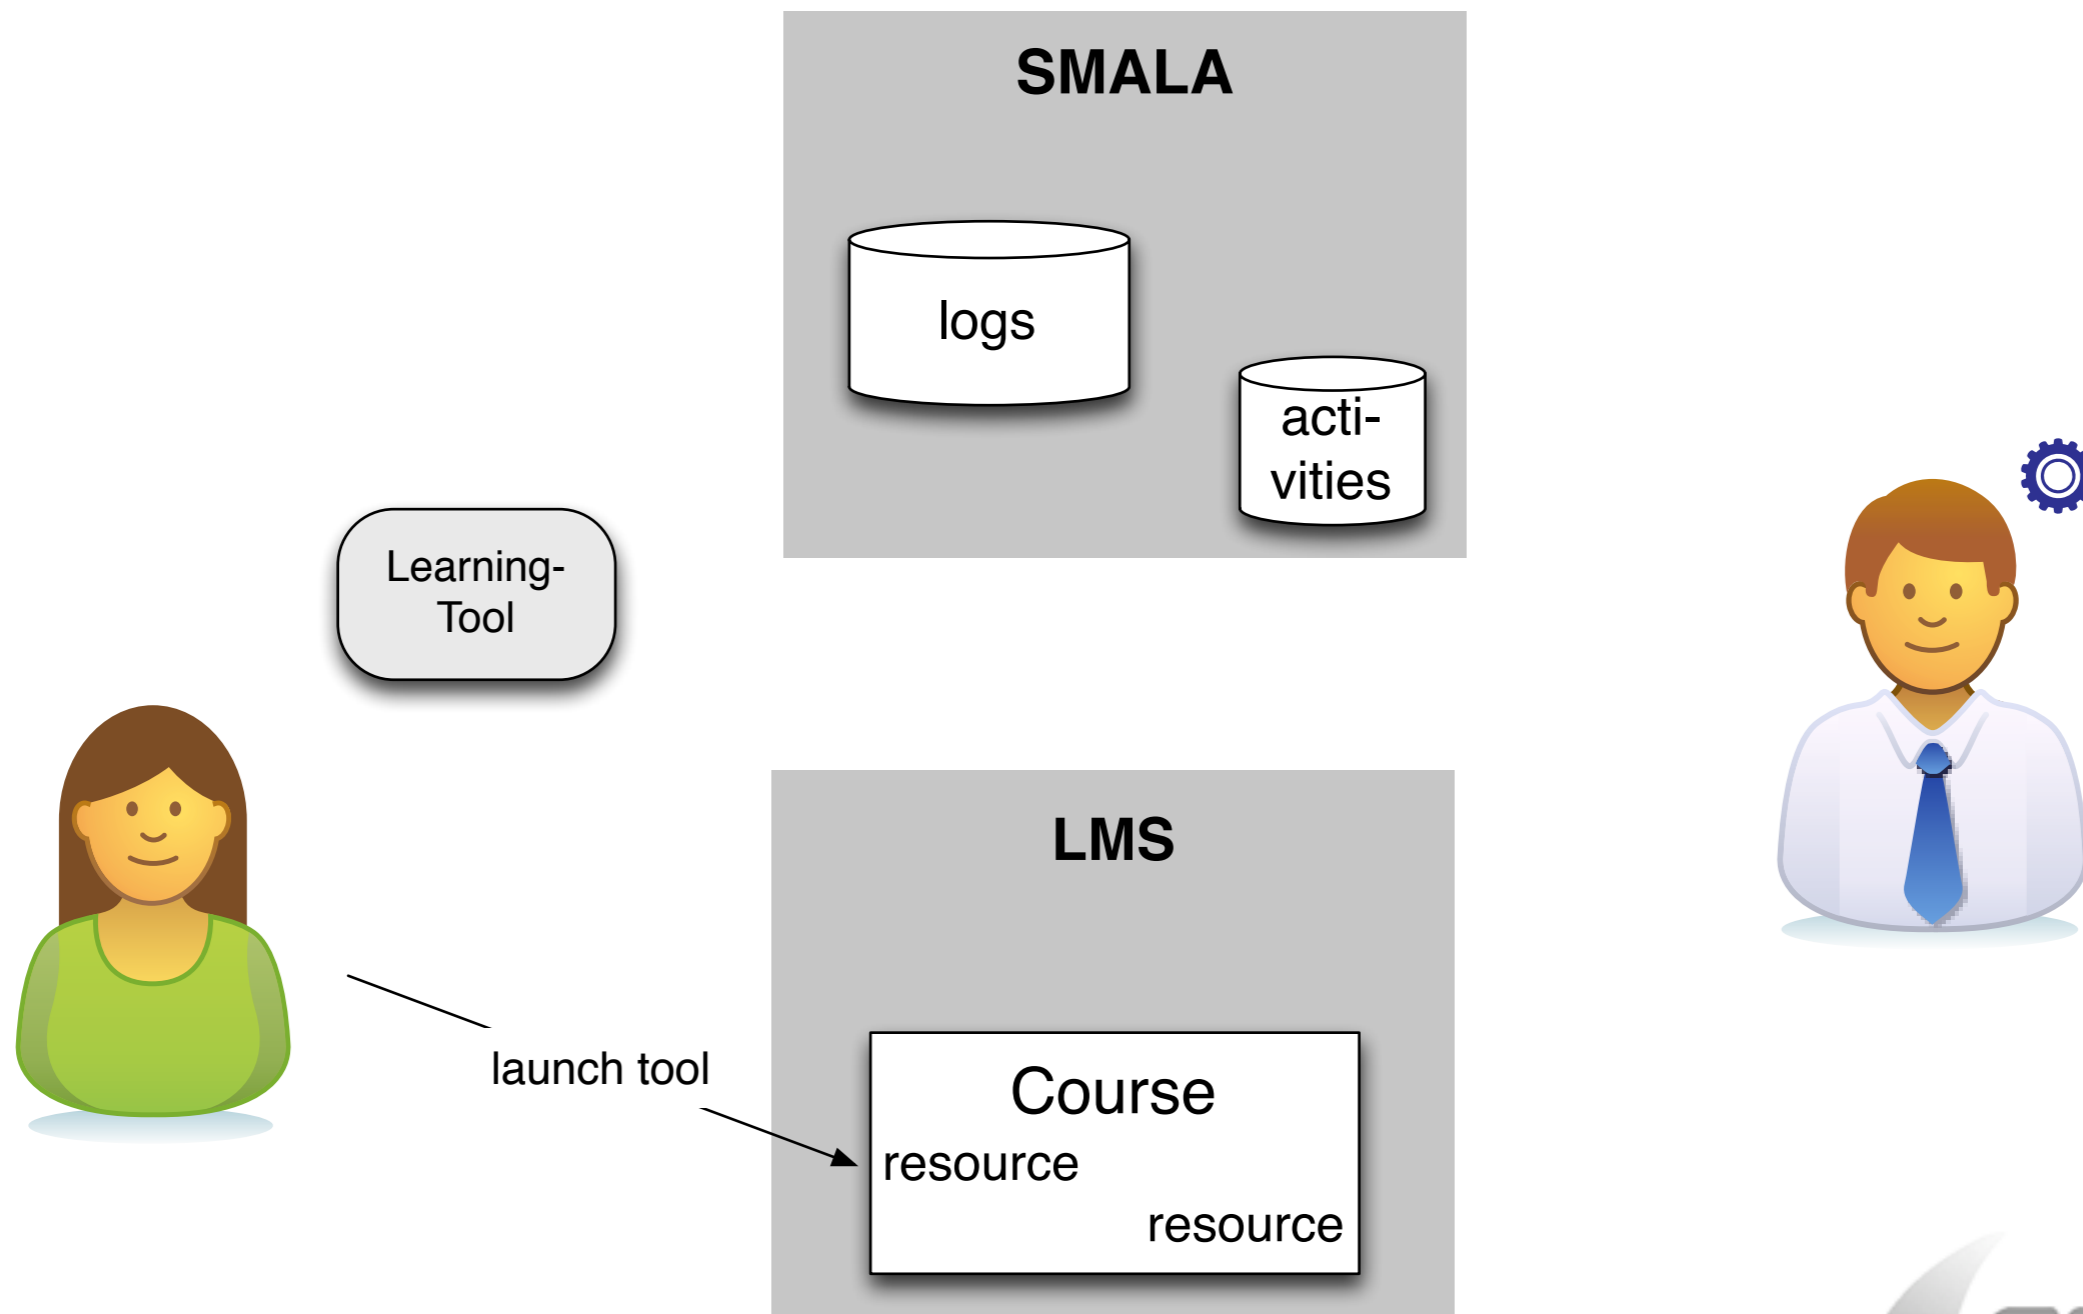 SMALA
logs
acti-
vities
Learning-
Tool
LMS
launch tool
Course
resource
resource